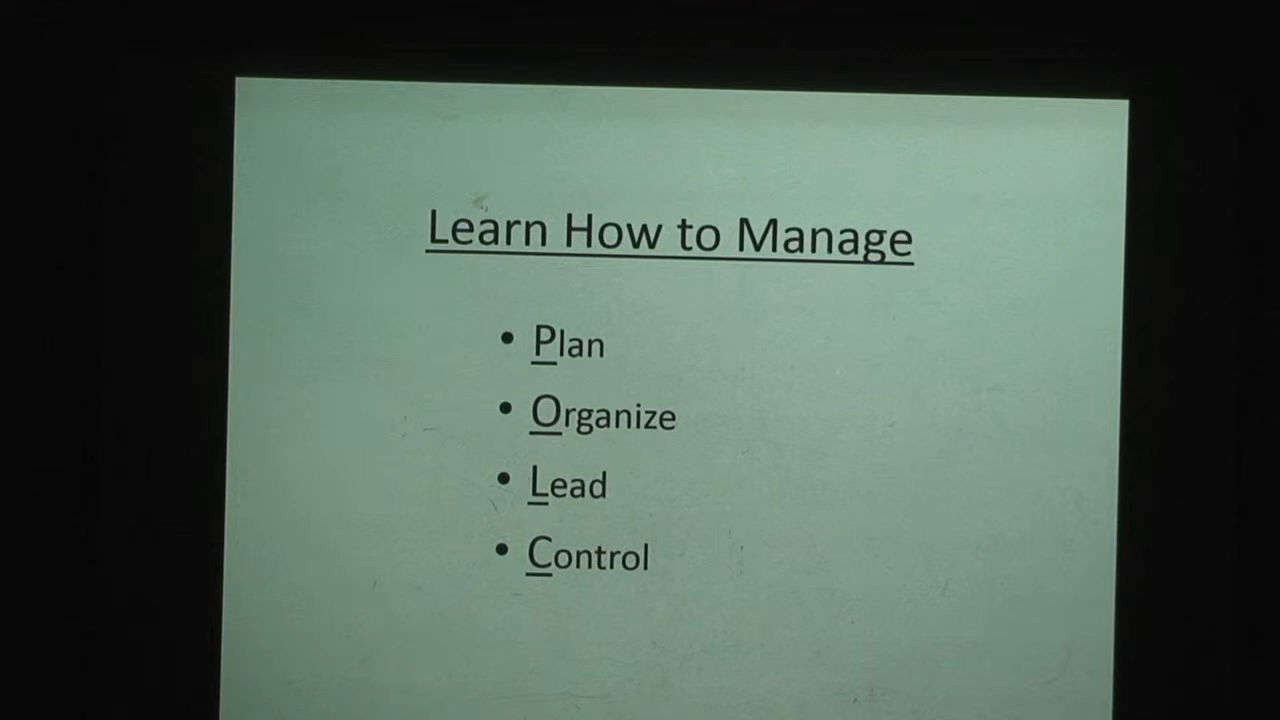 Learn How to Manage
• Plan
• Organize
• Lead
• Control